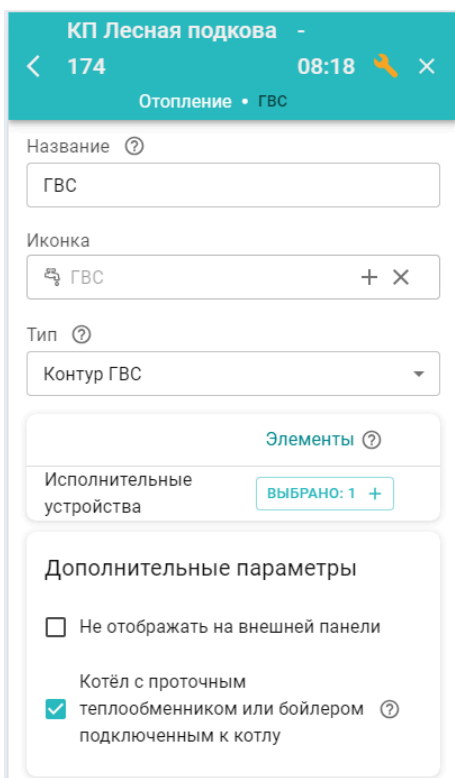 КП Лесная подкова -
174 08:18
Отопление • ГВС
Название ?
ГВС
Иконка
ГВС + ×
Тип ?
Контур ГВС
Элементы ?
Исполнительные
устройства
ВЫБРАНО: 1 +
Дополнительные параметры
Не отображать на внешней панели
Котёл с проточным
теплообменником или бойлером ?
подключенным к котлу